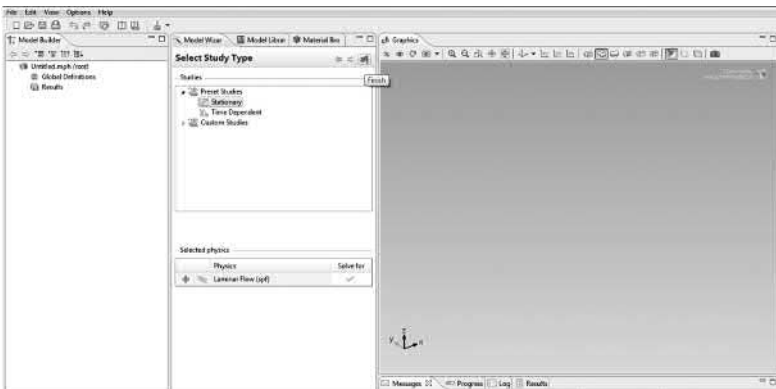 File Edit View Options Help
Model Builder
Untitled.mph (root)
Global Definitions
Results
Model Wizar
Model Librar
Material Bro
Select Study Type
Finish
Studies
Preset Studies
Stationary
Time Dependent
Custom Studies
Selected physics
Physics
Solve for
Laminar Flow (spf)
Graphics
y
z
x
Messages
Progress
Log
Results